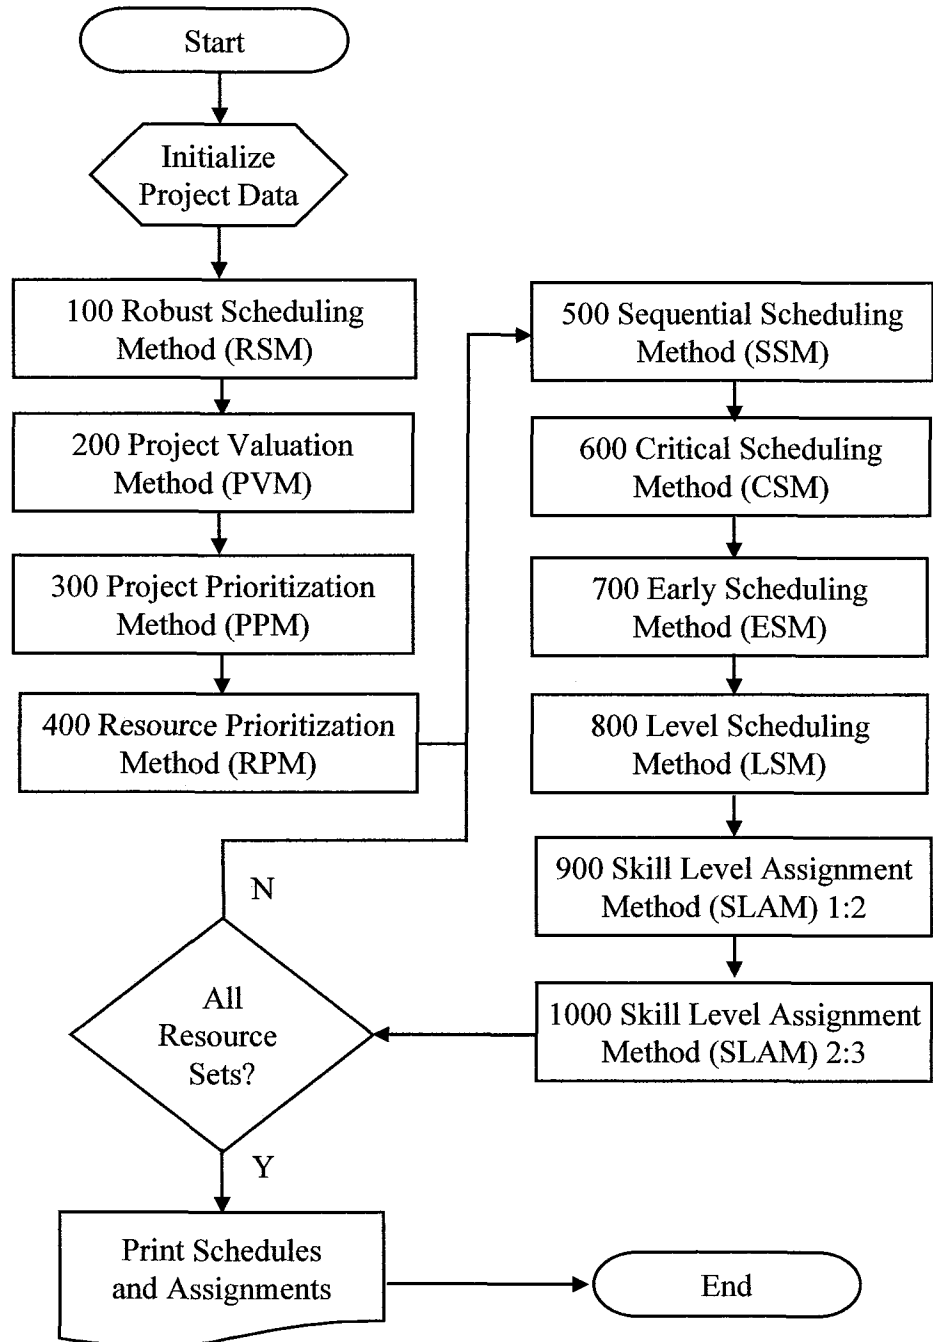 Start
Initialize
Project Data
100 Robust Scheduling
Method (RSM)
200 Project Valuation
Method (PVM)
300 Project Prioritization
Method (PPM)
400 Resource Prioritization
Method (RPM)
500 Sequential Scheduling
Method (SSM)
600 Critical Scheduling
Method (CSM)
700 Early Scheduling
Method (ESM)
800 Level Scheduling
Method (LSM)
900 Skill Level Assignment
Method (SLAM) 1:2
1000 Skill Level Assignment
Method (SLAM) 2:3
N
All
Resource
Sets?
Y
Print Schedules
and Assignments
End